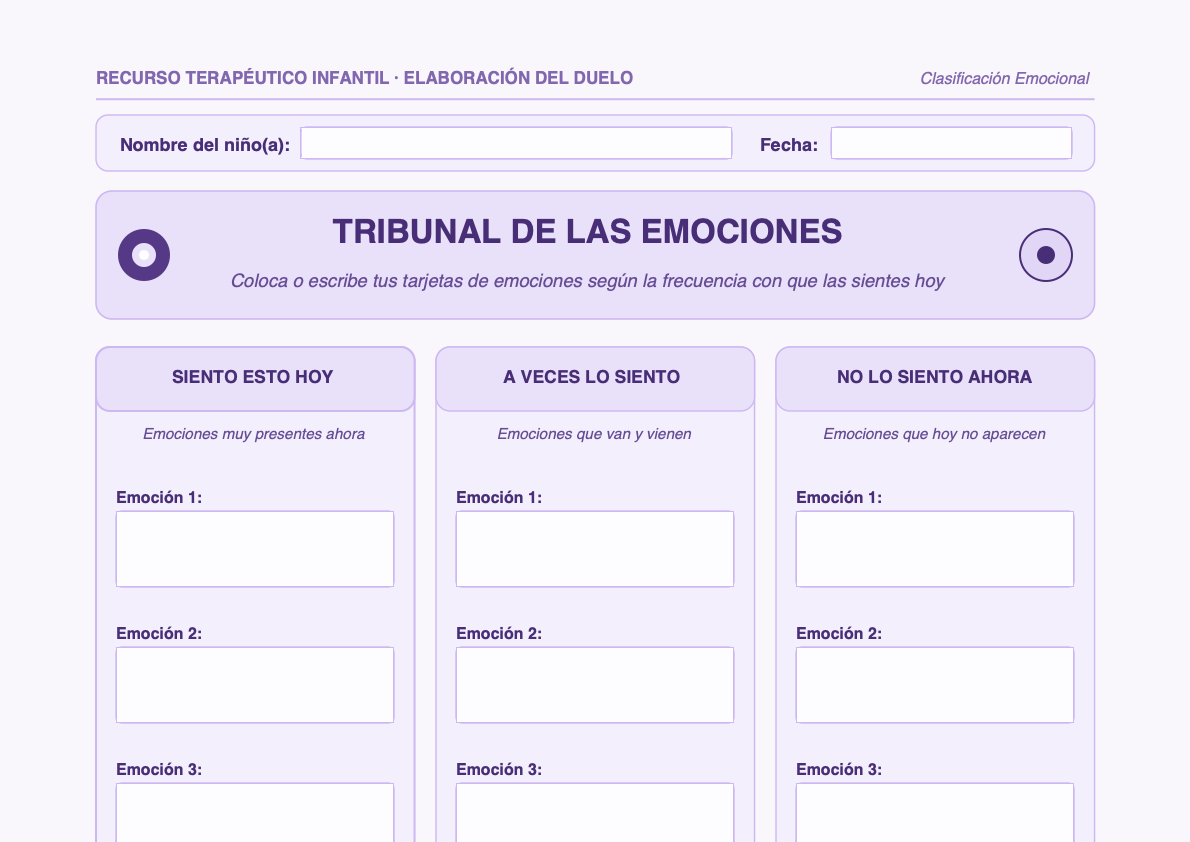 RECURSO TERAPÉUTICO INFANTIL · ELABORACIÓN DEL DUELO
Clasificación Emocional
Nombre del niño(a):
Fecha:
TRIBUNAL DE LAS EMOCIONES
Coloca o escribe tus tarjetas de emociones según la frecuencia con que las sientes hoy
SIENTO ESTO HOY
Emociones muy presentes ahora
Emoción 1:
Emoción 2:
Emoción 3:
A VECES LO SIENTO
Emociones que van y vienen
Emoción 1:
Emoción 2:
Emoción 3:
NO LO SIENTO AHORA
Emociones que hoy no aparecen
Emoción 1:
Emoción 2:
Emoción 3: